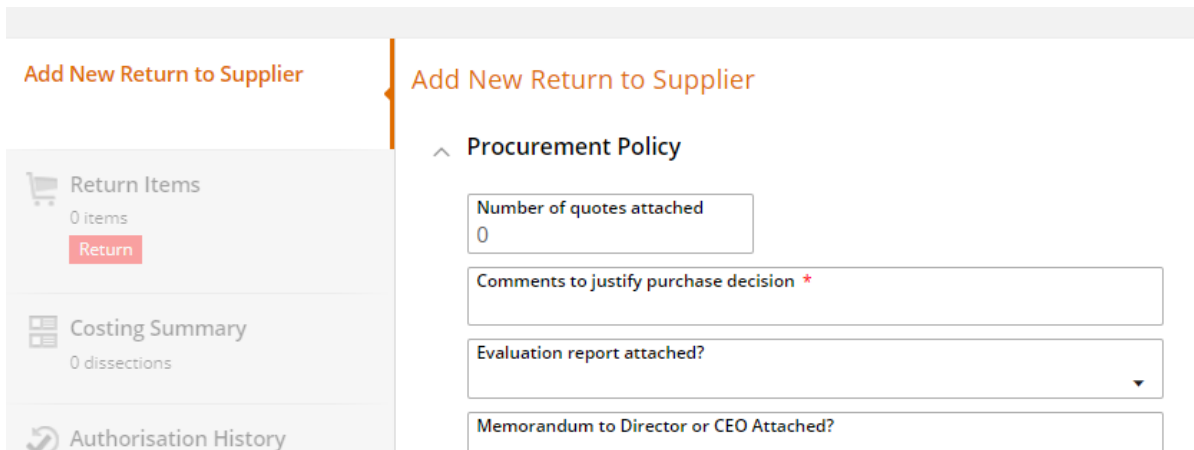 Add New Return to Supplier
Return Items
0 items
Return
Costing Summary
0 dissections
Authorisation History
Add New Return to Supplier
Procurement Policy
Number of quotes attached
0
Comments to justify purchase decision *
Evaluation report attached?
Memorandum to Director or CEO Attached?